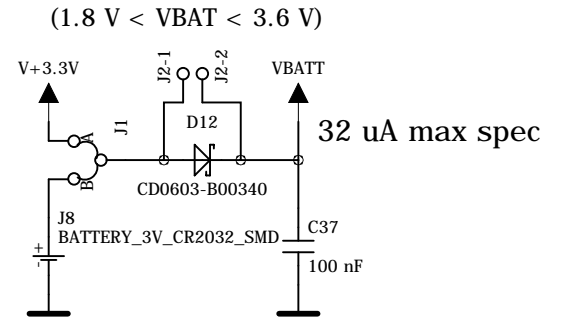 (1.8 V < VBAT < 3.6 V)
V+3.3V
J2-1
J2-2
VBATT
J1
A
B
D12
32 uA max spec
CD0603-B00340
J8
BATTERY_3V_CR2032_SMD
+
-
C37
100 nF